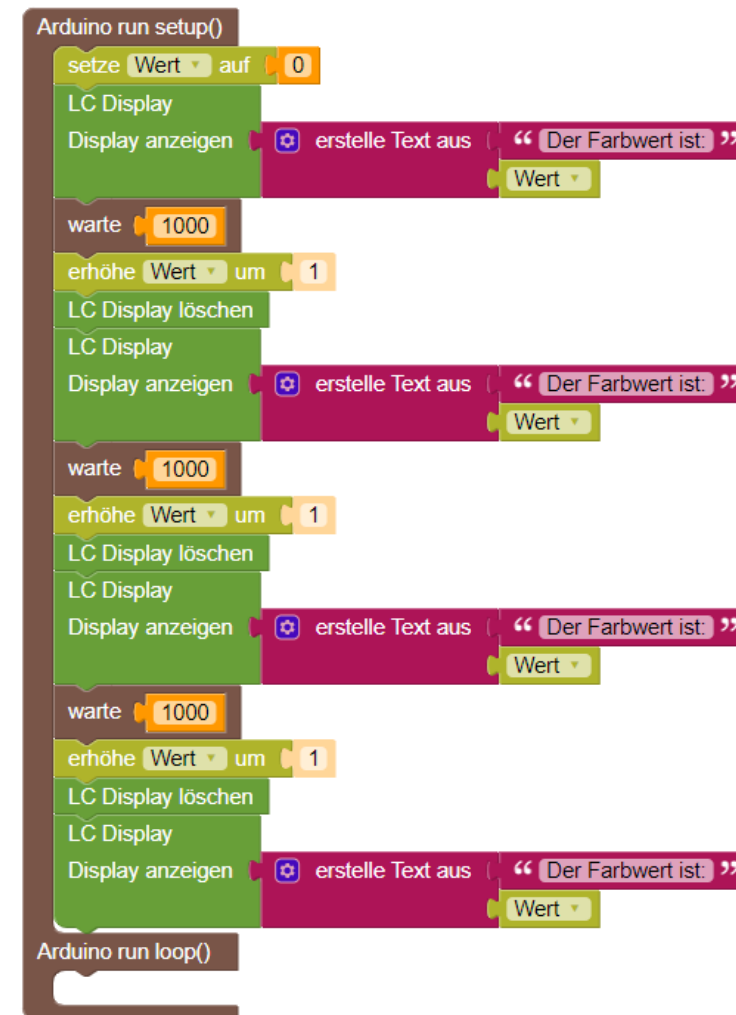 Arduino run setup()
setze Wert auf 0
LC Display
Display anzeigen erstelle Text aus “ Der Farbwert ist: ”
Wert
warte 1000
erhöhe Wert um 1
LC Display löschen
LC Display
Display anzeigen erstelle Text aus “ Der Farbwert ist: ”
Wert
warte 1000
erhöhe Wert um 1
LC Display löschen
LC Display
Display anzeigen erstelle Text aus “ Der Farbwert ist: ”
Wert
warte 1000
erhöhe Wert um 1
LC Display löschen
LC Display
Display anzeigen erstelle Text aus “ Der Farbwert ist: ”
Wert
Arduino run loop()